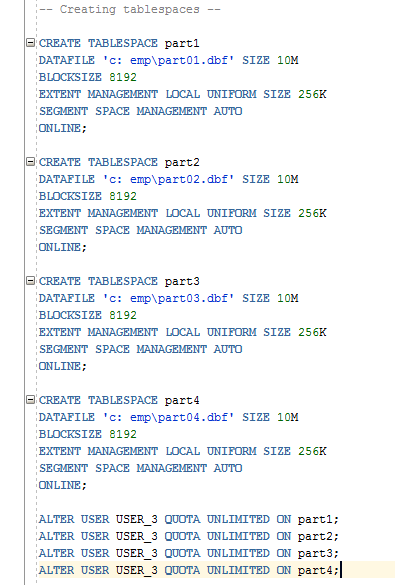 -- Creating tablespaces --
CREATE TABLESPACE part1
DATAFILE 'c: emp\part01.dbf' SIZE 10M
BLOCKSIZE 8192
EXTENT MANAGEMENT LOCAL UNIFORM SIZE 256K
SEGMENT SPACE MANAGEMENT AUTO
ONLINE;
CREATE TABLESPACE part2
DATAFILE 'c: emp\part02.dbf' SIZE 10M
BLOCKSIZE 8192
EXTENT MANAGEMENT LOCAL UNIFORM SIZE 256K
SEGMENT SPACE MANAGEMENT AUTO
ONLINE;
CREATE TABLESPACE part3
DATAFILE 'c: emp\part03.dbf' SIZE 10M
BLOCKSIZE 8192
EXTENT MANAGEMENT LOCAL UNIFORM SIZE 256K
SEGMENT SPACE MANAGEMENT AUTO
ONLINE;
CREATE TABLESPACE part4
DATAFILE 'c: emp\part04.dbf' SIZE 10M
BLOCKSIZE 8192
EXTENT MANAGEMENT LOCAL UNIFORM SIZE 256K
SEGMENT SPACE MANAGEMENT AUTO
ONLINE;
ALTER USER USER_3 QUOTA UNLIMITED ON part1;
ALTER USER USER_3 QUOTA UNLIMITED ON part2;
ALTER USER USER_3 QUOTA UNLIMITED ON part3;
ALTER USER USER_3 QUOTA UNLIMITED ON part4;